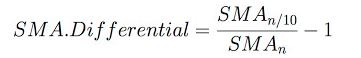 SMA.Differential = SMA_{n/10} / SMA_n − 1